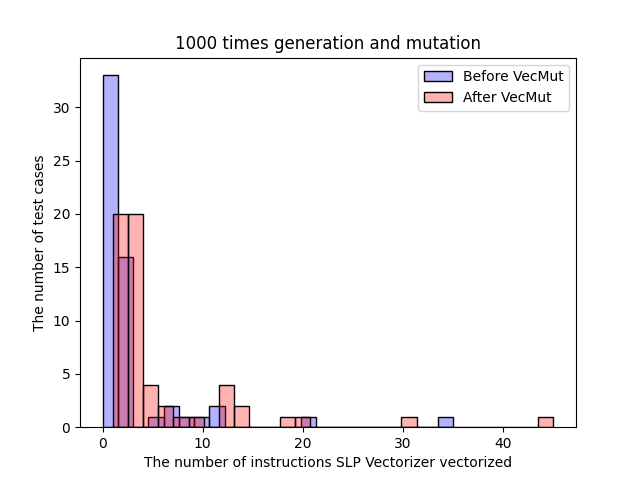 1000 times generation and mutation
Before VecMut
After VecMut
The number of test cases
30
25
20
15
10
5
0
0 10 20 30 40
The number of instructions SLP Vectorizer vectorized